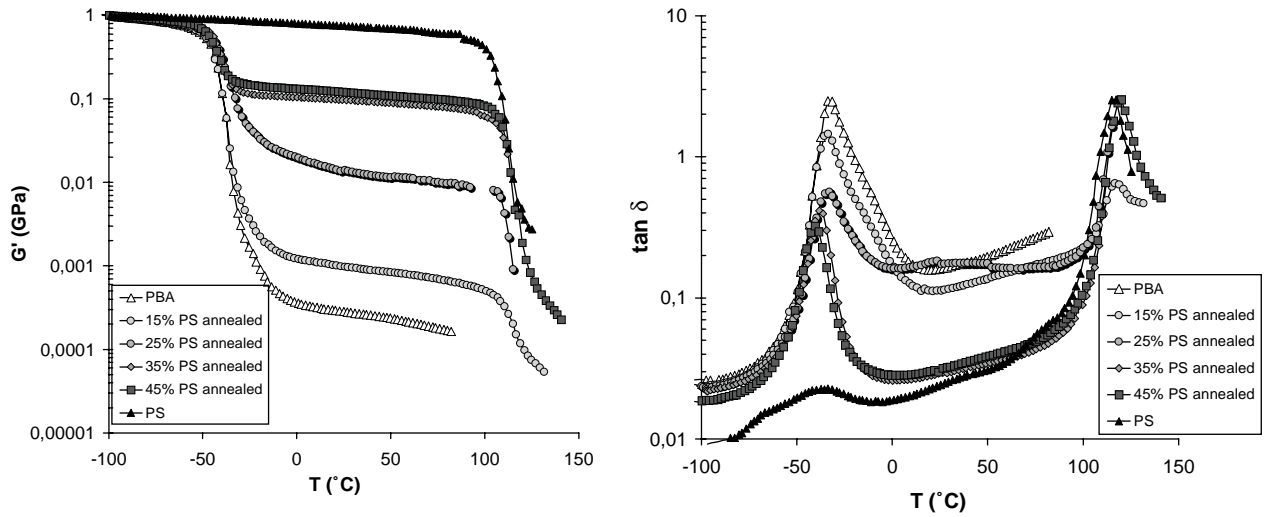 1
0,1
0,01
0,001
0,0001
0,00001
G' (GPa)
-100
-50
0
50
100
150
T (˚C)
PBA
15% PS annealed
25% PS annealed
35% PS annealed
45% PS annealed
PS
10
1
0,1
0,01
tan δ
-100
-50
0
50
100
150
T (˚C)
PBA
15% PS annealed
25% PS annealed
35% PS annealed
45% PS annealed
PS